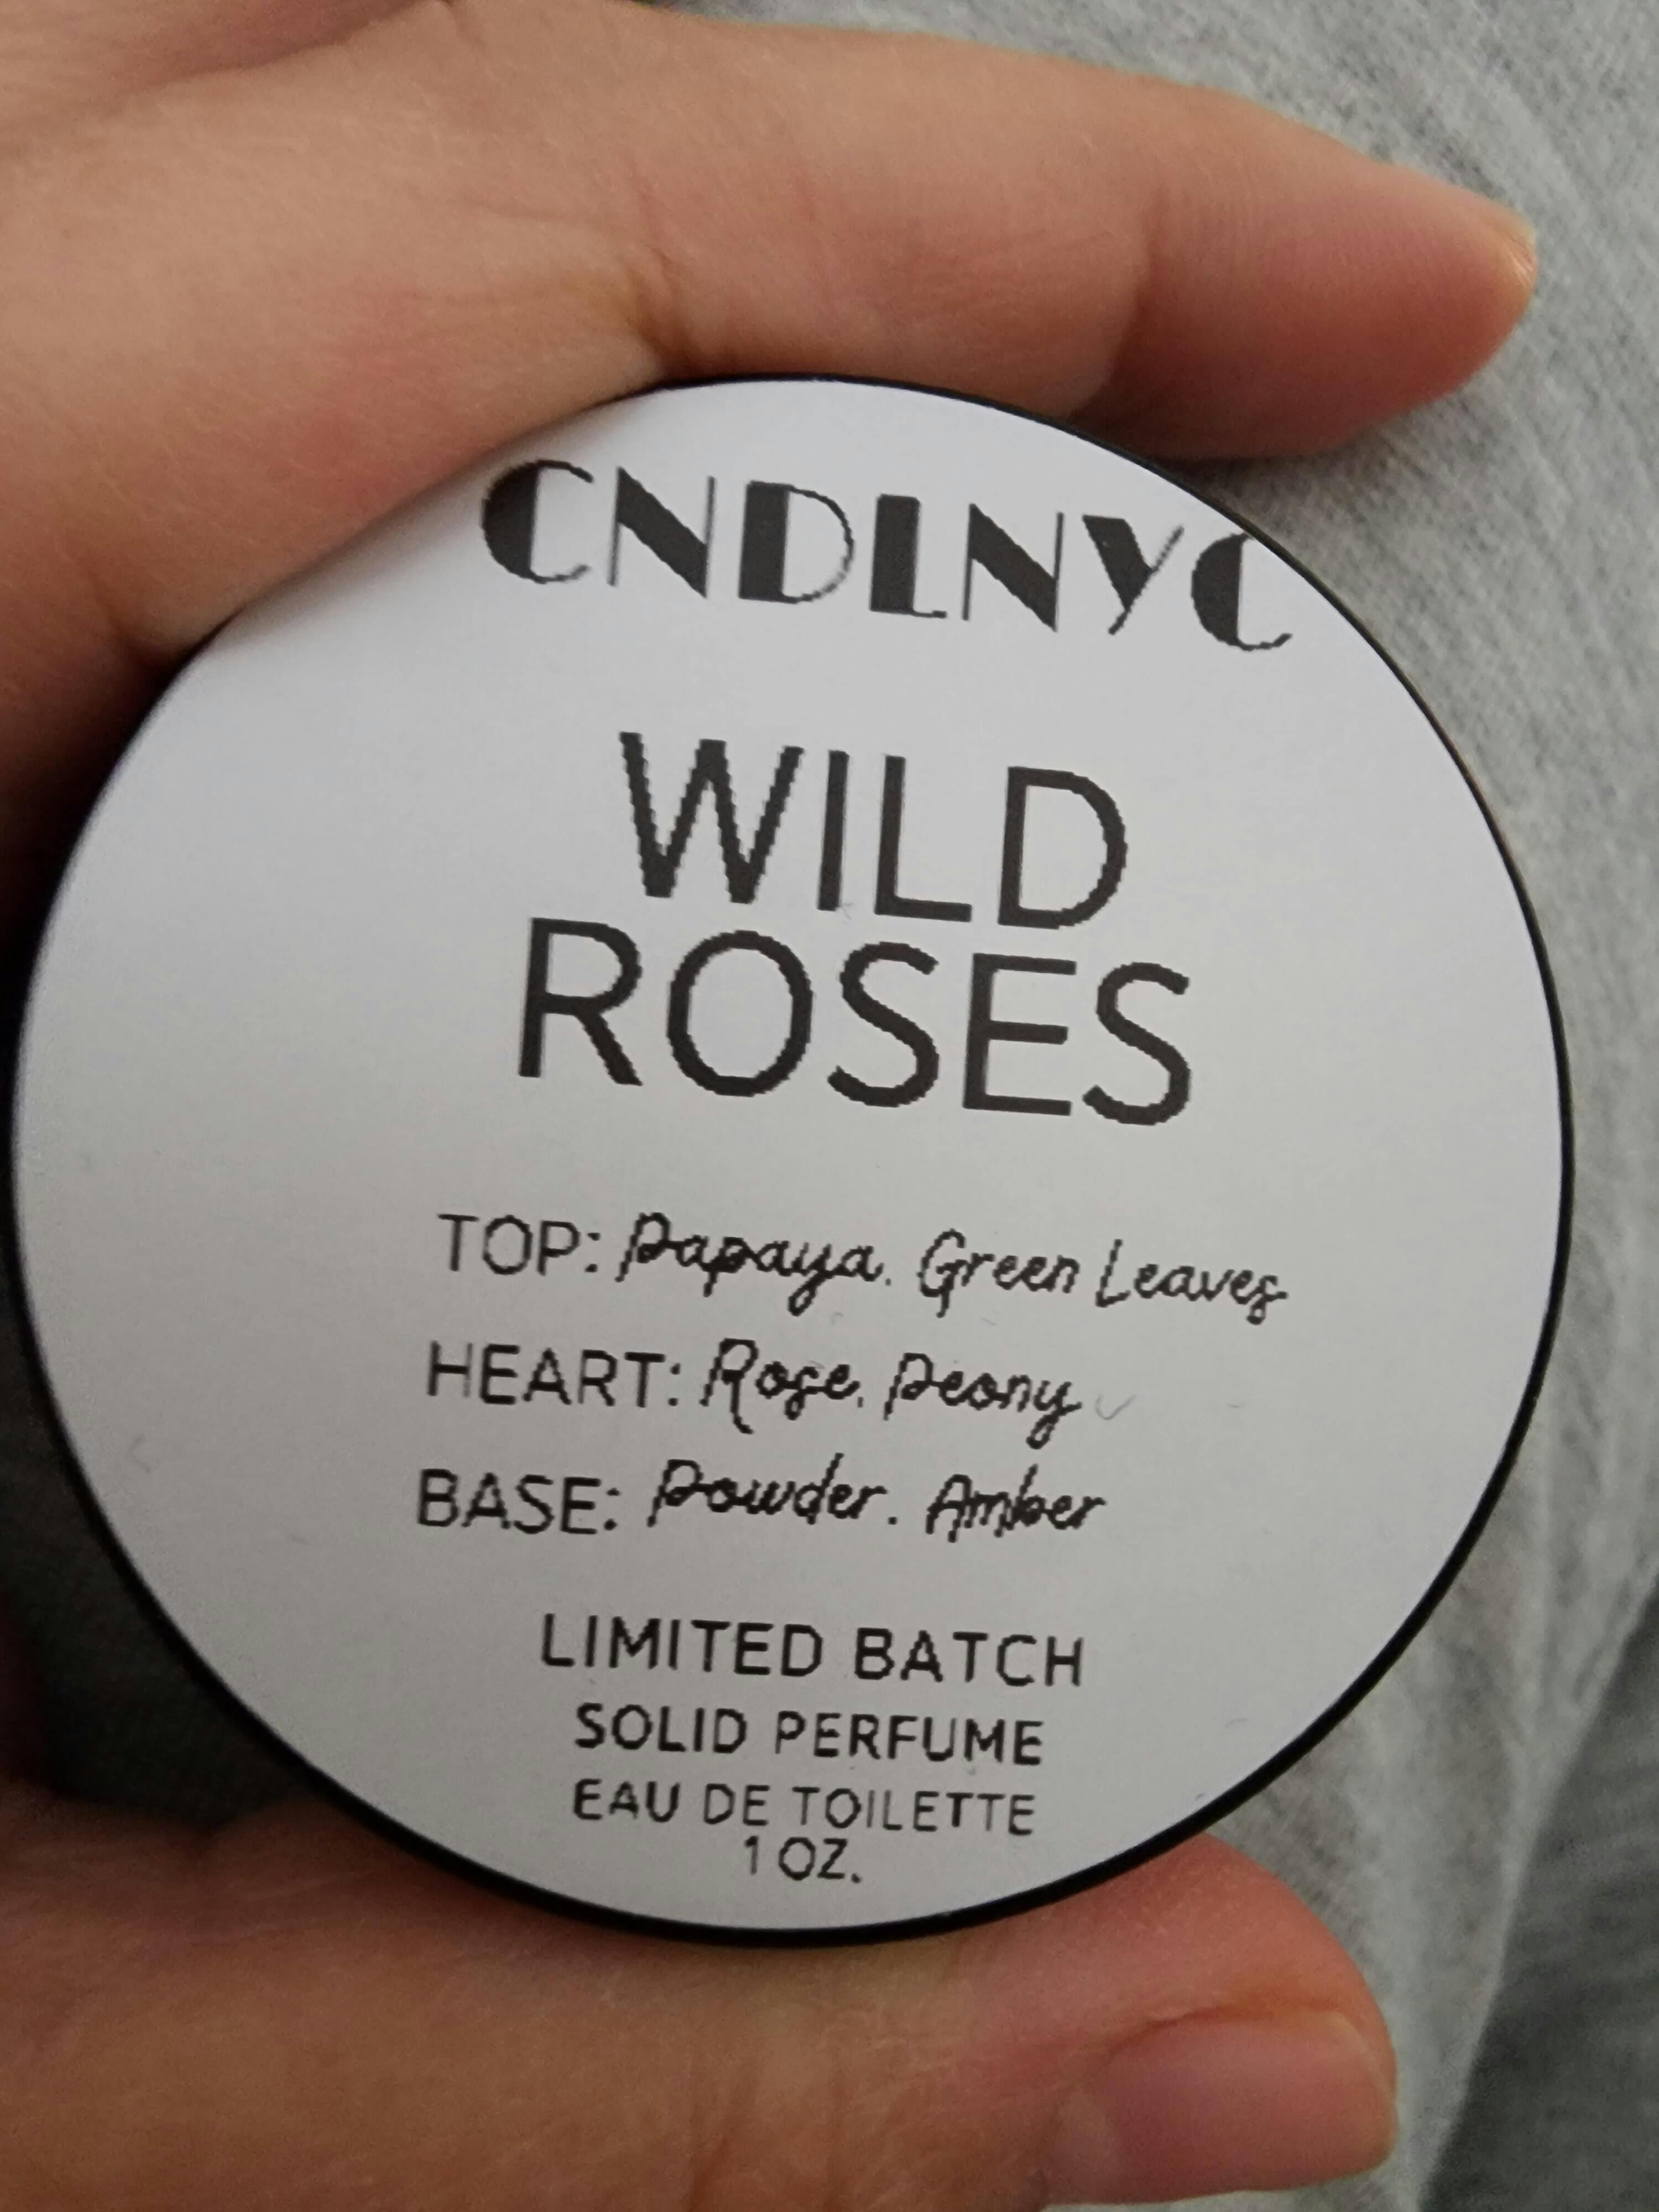 CNDLNYC
WILD
ROSES
TOP: Papaya. Green Leaves
HEART: Rose. Peony
BASE: Powder. Amber
LIMITED BATCH
SOLID PERFUME
EAU DE TOILETTE
1 OZ.